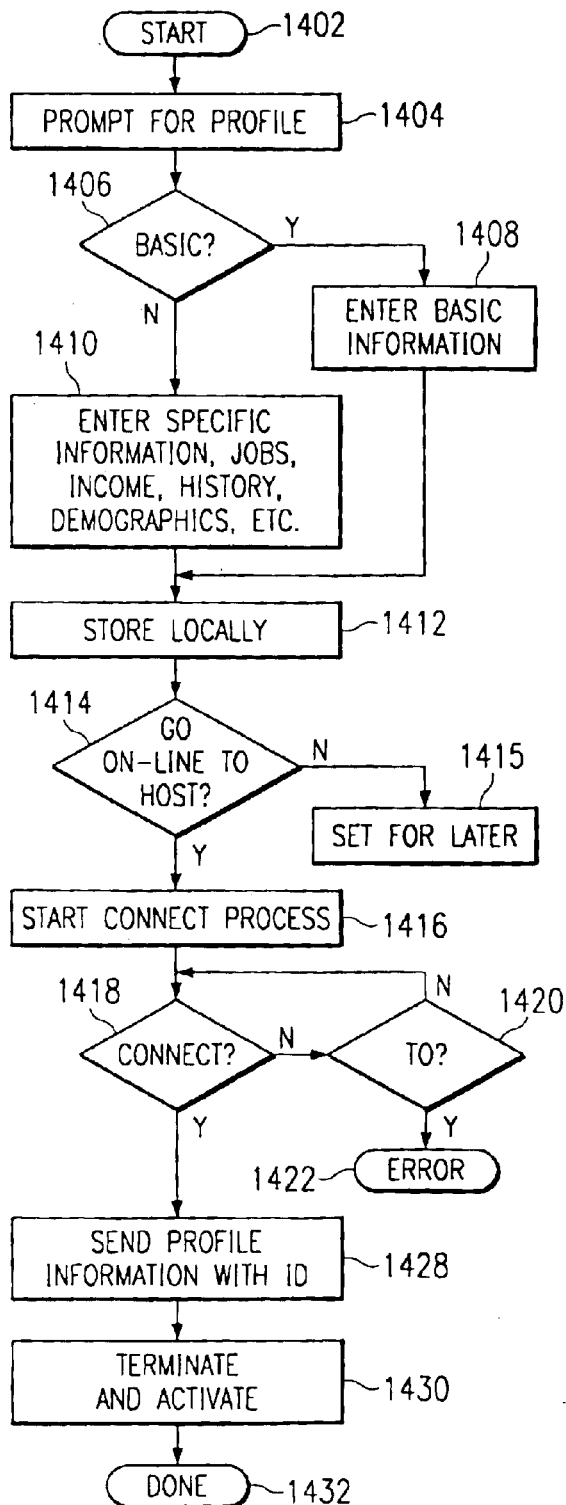 START
1402
PROMPT FOR PROFILE
1404
1406
BASIC?
Y
N
1408
ENTER BASIC
INFORMATION
1410
ENTER SPECIFIC
INFORMATION, JOBS,
INCOME, HISTORY,
DEMOGRAPHICS, ETC.
STORE LOCALLY
1412
1414
GO
ON-LINE TO
HOST?
N
Y
1415
SET FOR LATER
START CONNECT PROCESS
1416
1418
CONNECT?
N
Y
N
1420
TO?
Y
1422
ERROR
SEND PROFILE
INFORMATION WITH ID
1428
TERMINATE
AND ACTIVATE
1430
DONE
1432